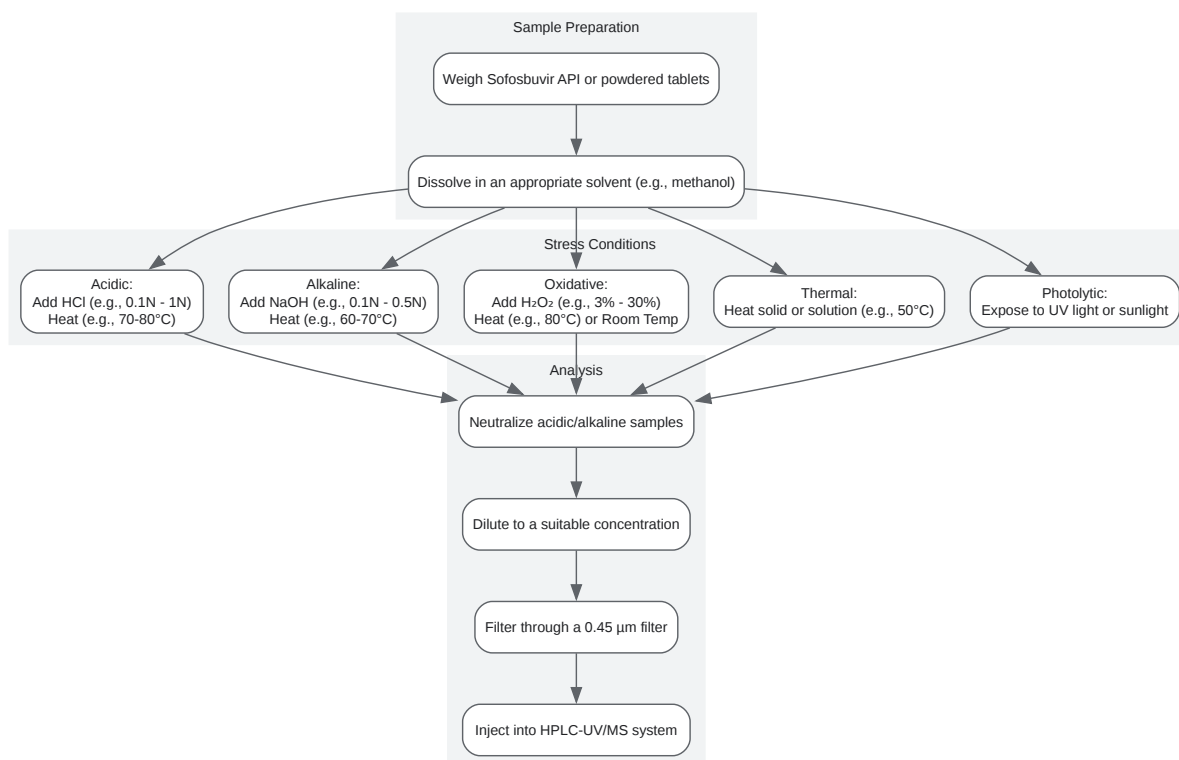 Sample Preparation
Weigh Sofosbuvir API or powdered tablets
Dissolve in an appropriate solvent (e.g., methanol)
Stress Conditions
Acidic:
Add HCl (e.g., 0.1N - 1N)
Heat (e.g., 70-80°C)
Alkaline:
Add NaOH (e.g., 0.1N - 0.5N)
Heat (e.g., 60-70°C)
Oxidative:
Add H₂O₂ (e.g., 3% - 30%)
Heat (e.g., 80°C) or Room Temp
Thermal:
Heat solid or solution (e.g., 50°C)
Photolytic:
Expose to UV light or sunlight
Analysis
Neutralize acidic/alkaline samples
Dilute to a suitable concentration
Filter through a 0.45 µm filter
Inject into HPLC-UV/MS system